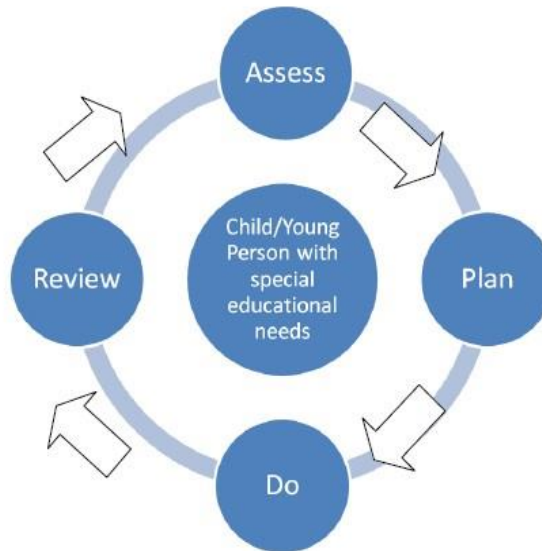 Assess
Child/Young
Person with
special
educational
needs
Review
Plan
Do